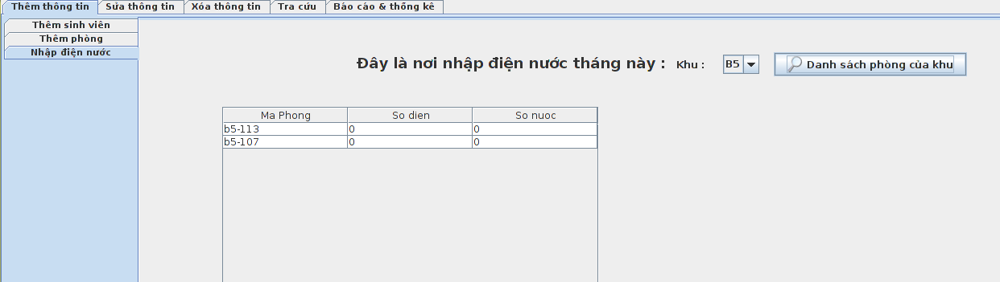 Thêm thông tin Sửa thông tin Xóa thông tin Tra cứu Báo cáo & thống kê
Thêm sinh viên
Thêm phòng
Nhập điện nước
Đây là nơi nhập điện nước tháng này : Khu : B5 Danh sách phòng của khu
Ma Phong So dien So nuoc
b5-113 0 0
b5-107 0 0